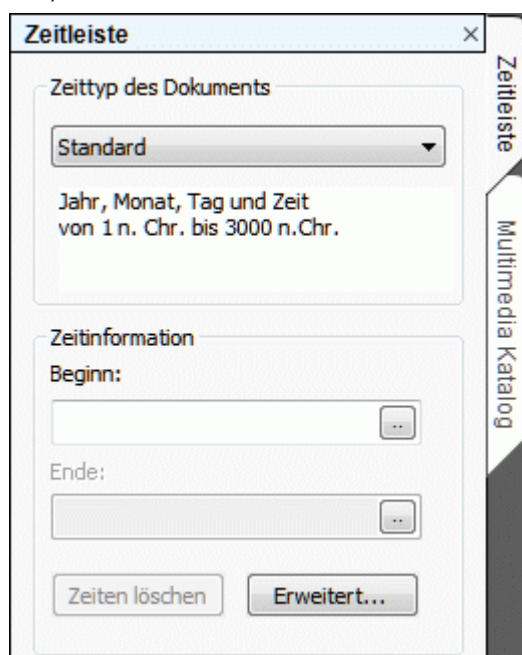 Zeitleiste
Zeittyp des Dokuments
Standard
Jahr, Monat, Tag und Zeit
von 1 n. Chr. bis 3000 n.Chr.
Zeitinformation
Beginn:
..
Ende:
..
Zeiten löschen
Erweitert...
Zeitleiste
Multimedia Katalog